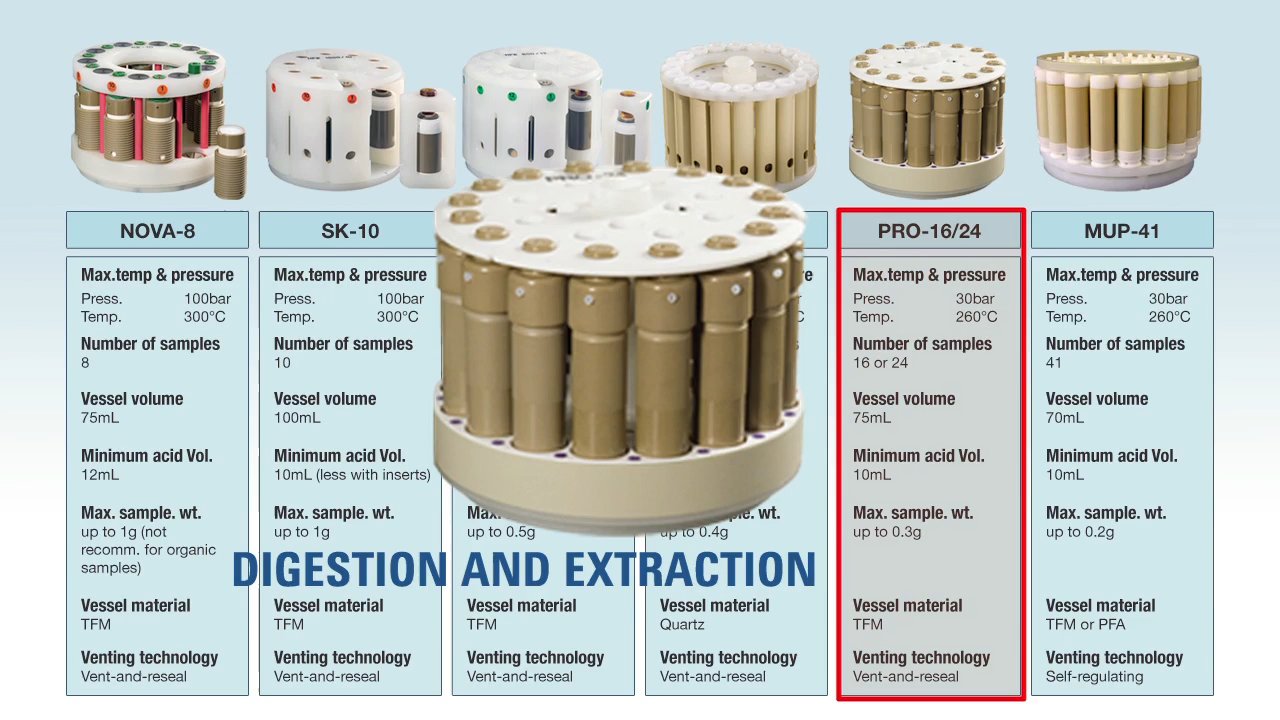 NOVA-8
Max.temp & pressure
Press. 100bar
Temp. 300°C
Number of samples
8
Vessel volume
75mL
Minimum acid Vol.
12mL
Max. sample. wt.
up to 1g (not
recomm. for organic
samples)
Vessel material
TFM
Venting technology
Vent-and-reseal
SK-10
Max.temp & pressure
Press. 100bar
Temp. 300°C
Number of samples
10
Vessel volume
100mL
Minimum acid Vol.
10mL (less with inserts)
Max. sample. wt.
up to 1g
Vessel material
TFM
Venting technology
Vent-and-reseal
up to 0.5g
Vessel material
TFM
Venting technology
Vent-and-reseal
wt.
up to 0.4g
Vessel material
Quartz
Venting technology
Vent-and-reseal
PRO-16/24
Max.temp & pressure
Press. 30bar
Temp. 260°C
Number of samples
16 or 24
Vessel volume
75mL
Minimum acid Vol.
10mL
Max. sample. wt.
up to 0.3g
Vessel material
TFM
Venting technology
Vent-and-reseal
MUP-41
Max.temp & pressure
Press. 30bar
Temp. 260°C
Number of samples
41
Vessel volume
70mL
Minimum acid Vol.
10mL
Max. sample. wt.
up to 0.2g
Vessel material
TFM or PFA
Venting technology
Self-regulating
DIGESTION AND EXTRACTION